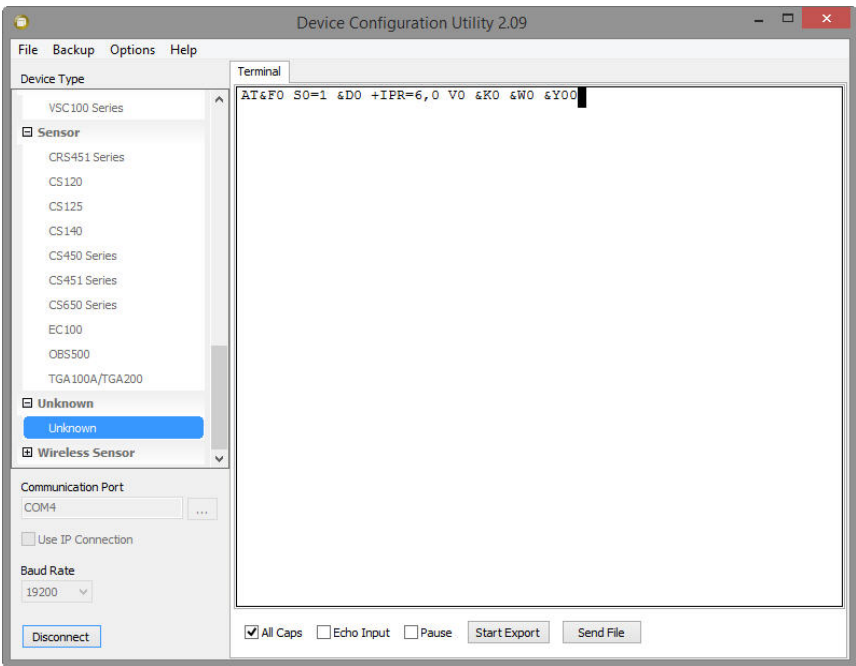 Device Configuration Utility 2.09
File Backup Options Help
Device Type
VSC100 Series
Sensor
CRS451 Series
CS120
CS125
CS140
CS450 Series
CS451 Series
CS650 Series
EC100
OBS500
TGA100A/TGA200
Unknown
Unknown
Wireless Sensor
Communication Port
COM4
...
Use IP Connection
Baud Rate
19200
Disconnect
Terminal
AT&F0 S0=1 &D0 +IPR=6,0 V0 &K0 &W0 &Y00
All Caps Echo Input Pause Start Export Send File